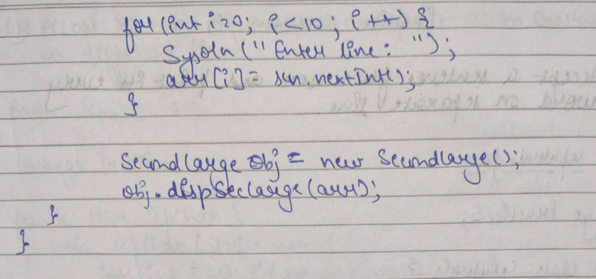 for(int i=0; i<10; i++){
Sysoln("Enter line: ");
arr[i]= scn.nextInt();
}
SecondLarge obj = new SecondLarge();
obj.dispSecLarge(arr);
}
}